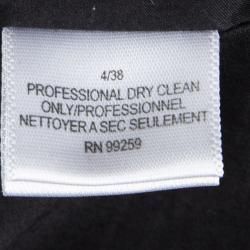 4/38
PROFESSIONAL DRY CLEAN
ONLY/PROFESSIONNEL
NETTOYER A SEC SEULEMENT
RN 99259